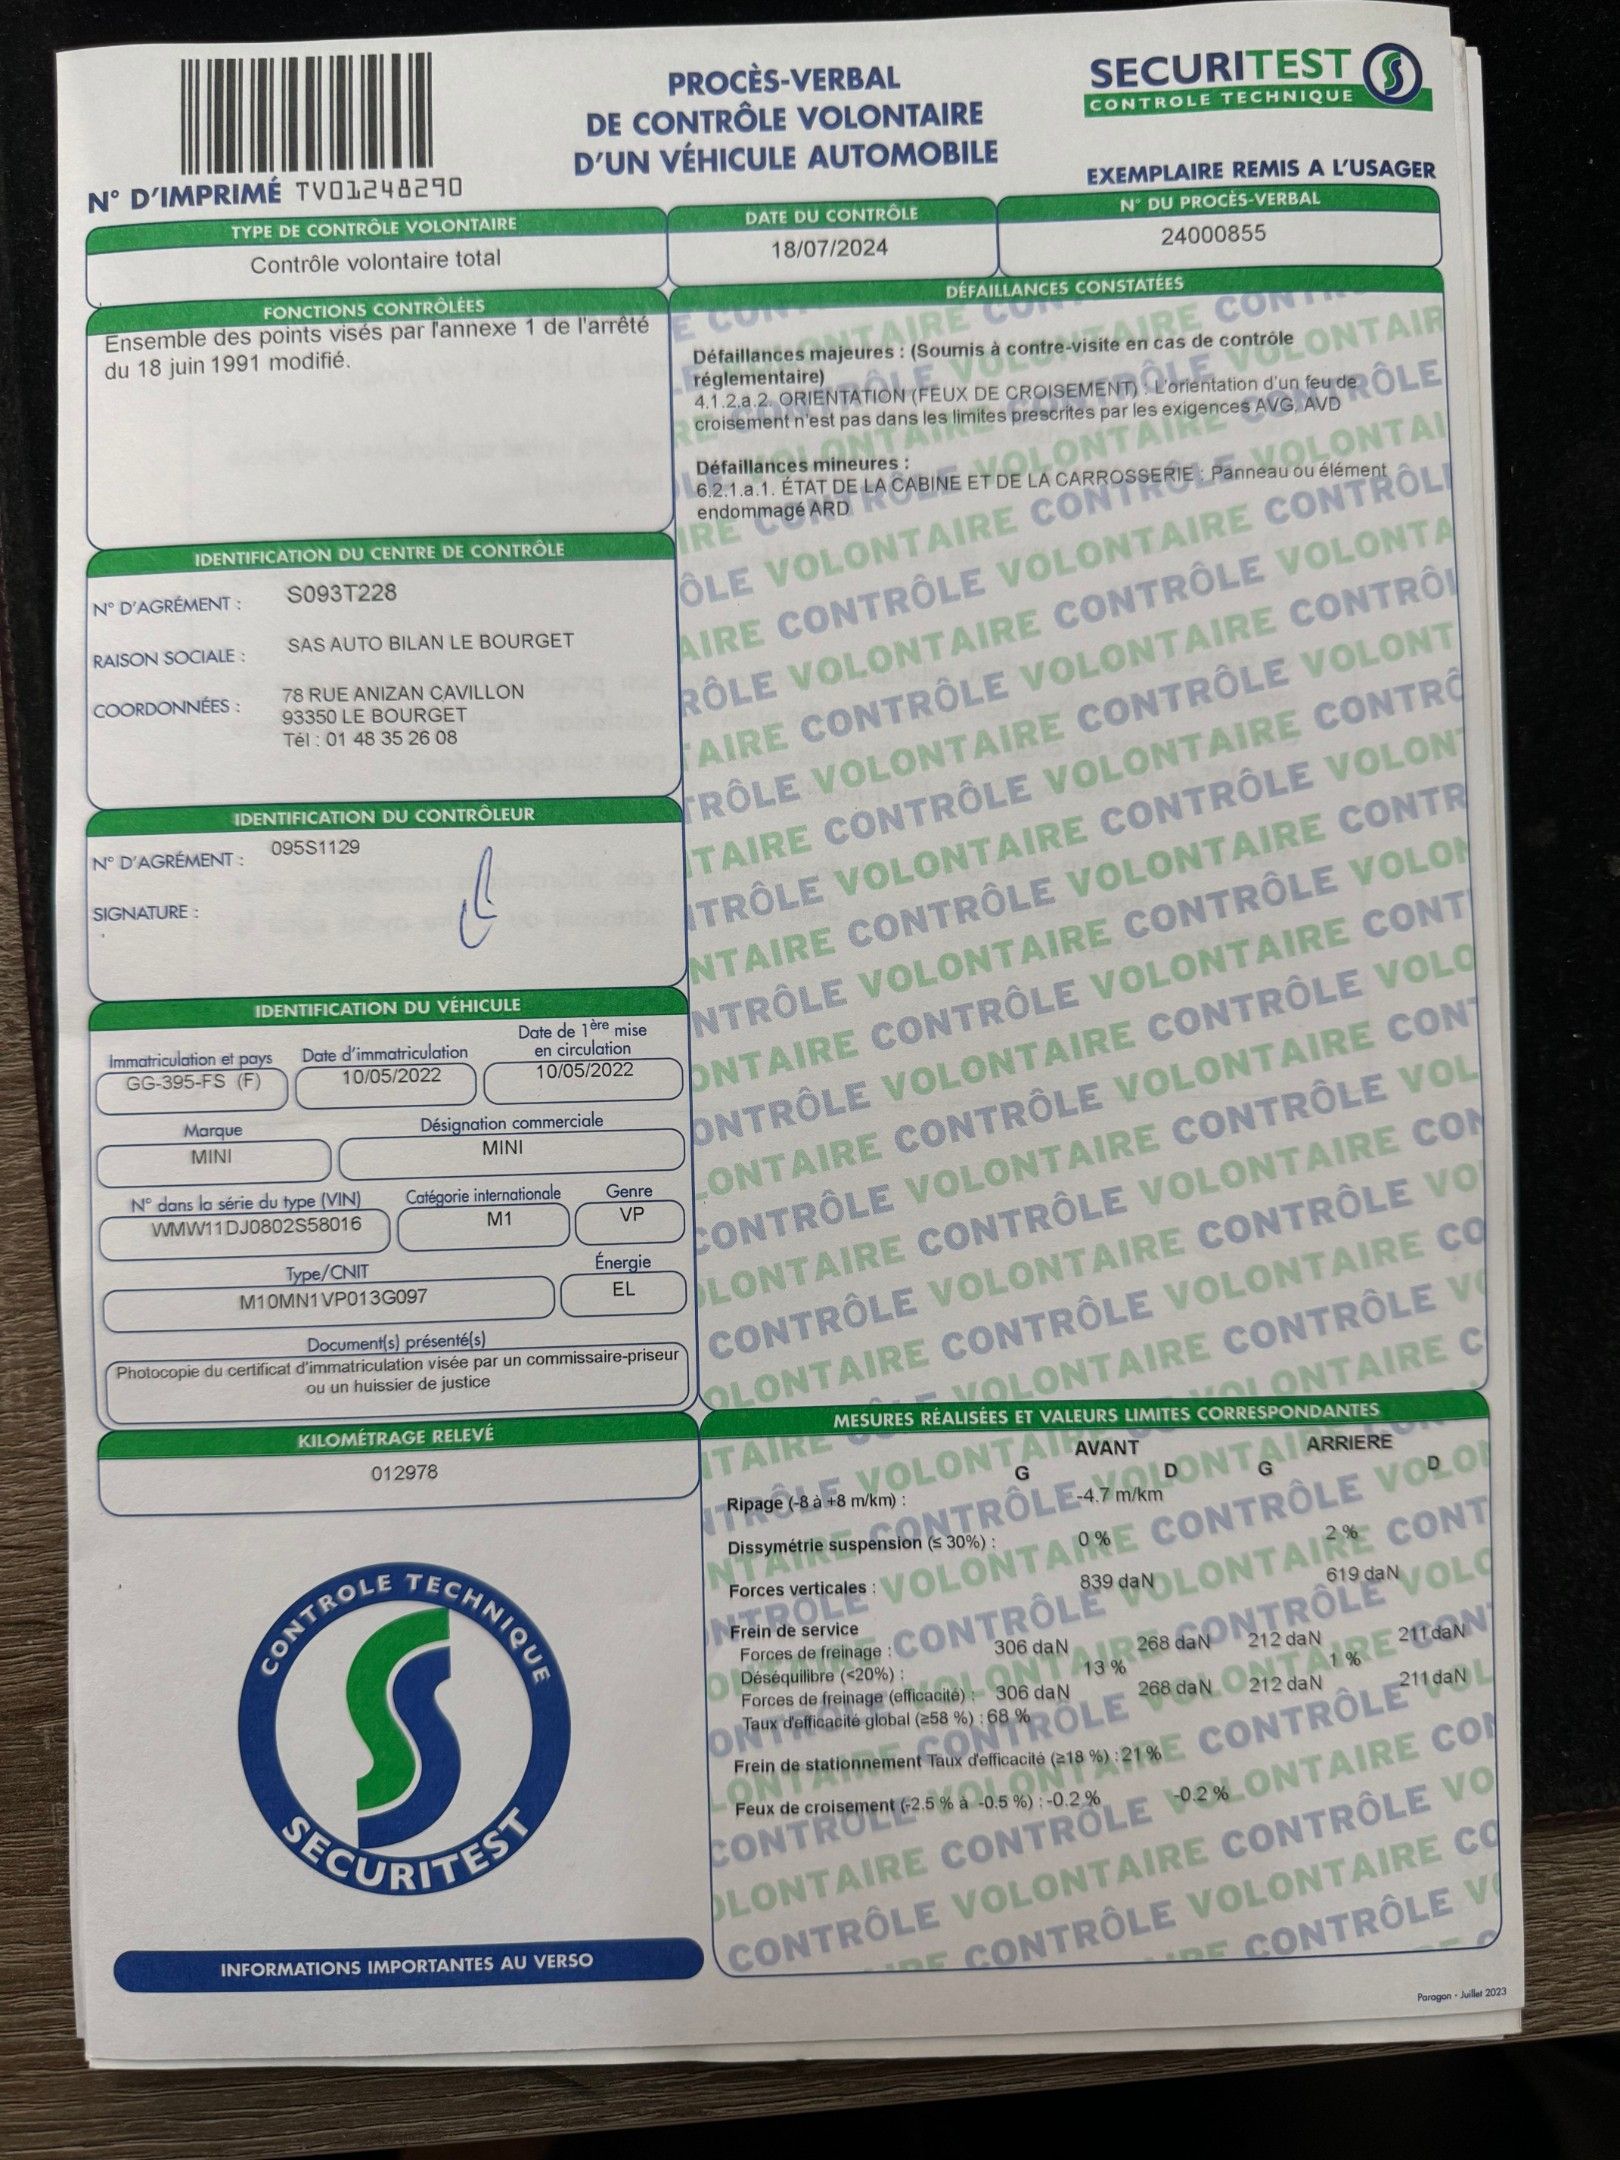 PROCÈS-VERBAL
DE CONTRÔLE VOLONTAIRE
D'UN VÉHICULE AUTOMOBILE
SECURITEST
CONTROLE TECHNIQUE
N° D'IMPRIMÉ TV01248290
EXEMPLAIRE REMIS A L'USAGER
TYPE DE CONTRÔLE VOLONTAIRE
Contrôle volontaire total
DATE DU CONTRÔLE
18/07/2024
N° DU PROCÈS-VERBAL
24000855
FONCTIONS CONTRÔLÉES
Ensemble des points visés par l'annexe 1 de l'arrêté
du 18 juin 1991 modifié.
DÉFAILLANCES CONSTATÉES
Défaillances majeures : (Soumis à contre-visite en cas de contrôle
réglementaire)
4.1.2.a.2. ORIENTATION (FEUX DE CROISEMENT) : L'orientation d'un feu de
croisement n'est pas dans les limites prescrites par les exigences AVG, AVD
Défaillances mineures :
6.2.1.a.1. ÉTAT DE LA CABINE ET DE LA CARROSSERIE : Panneau ou élément
endommagé ARD
IDENTIFICATION DU CENTRE DE CONTRÔLE
N° D'AGRÉMENT : S093T228
RAISON SOCIALE : SAS AUTO BILAN LE BOURGET
COORDONNÉES : 78 RUE ANIZAN CAVILLON
93350 LE BOURGET
Tél : 01 48 35 26 08
IDENTIFICATION DU CONTRÔLEUR
N° D'AGRÉMENT : 095S1129
SIGNATURE :
IDENTIFICATION DU VÉHICULE
Immatriculation et pays
GG-395-FS (F)
Date d'immatriculation
10/05/2022
Date de 1ère mise
en circulation
10/05/2022
Marque
MINI
Désignation commerciale
MINI
N° dans la série du type (VIN)
WMW11DJ0802S58016
Catégorie internationale
M1
Genre
VP
Type/CNIT
M10MN1VP013G097
Énergie
EL
Document(s) présenté(s)
Photocopie du certificat d'immatriculation visée par un commissaire-priseur
ou un huissier de justice
KILOMÉTRAGE RELEVÉ
012978
MESURES RÉALISÉES ET VALEURS LIMITES CORRESPONDANTES
AVANT ARRIERE
G D G D
Ripage (-8 à +8 m/km) : -4.7 m/km
Dissymétrie suspension (≤ 30%) : 0 % 2 %
Forces verticales : 839 daN 619 daN
Frein de service
Forces de freinage : 306 daN 268 daN 212 daN 211 daN
Déséquilibre (<20%) : 13 % 1 %
Forces de freinage (efficacité) : 306 daN 268 daN 212 daN 211 daN
Taux d'efficacité global (≥58 %) : 68 %
Frein de stationnement Taux d'efficacité (≥18 %) : 21 %
Feux de croisement (-2.5 % à -0.5 %) : -0.2 % -0.2 %
CONTROLE TECHNIQUE
SECURITEST
INFORMATIONS IMPORTANTES AU VERSO
Paragon - Juillet 2023